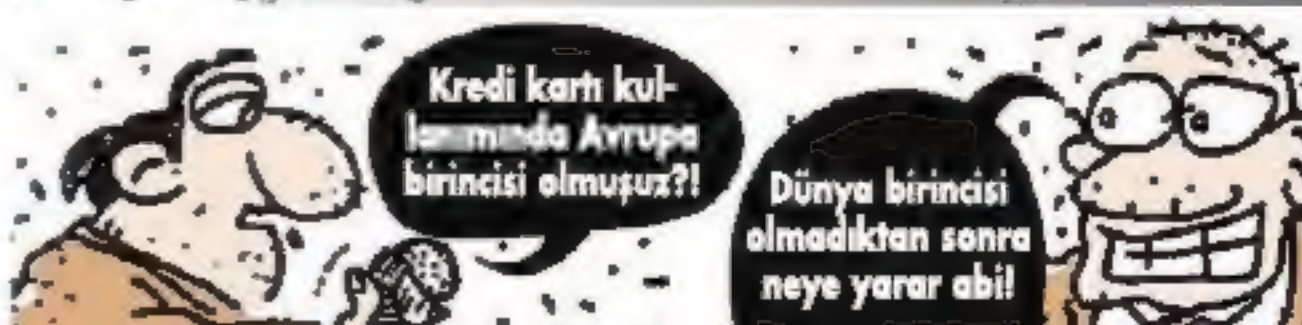 Kredi kartı kul-
lanımında Avrupa
birincisi olmuşuz?!
Dünya birincisi
olmadıktan sonra
neye yarar abi!